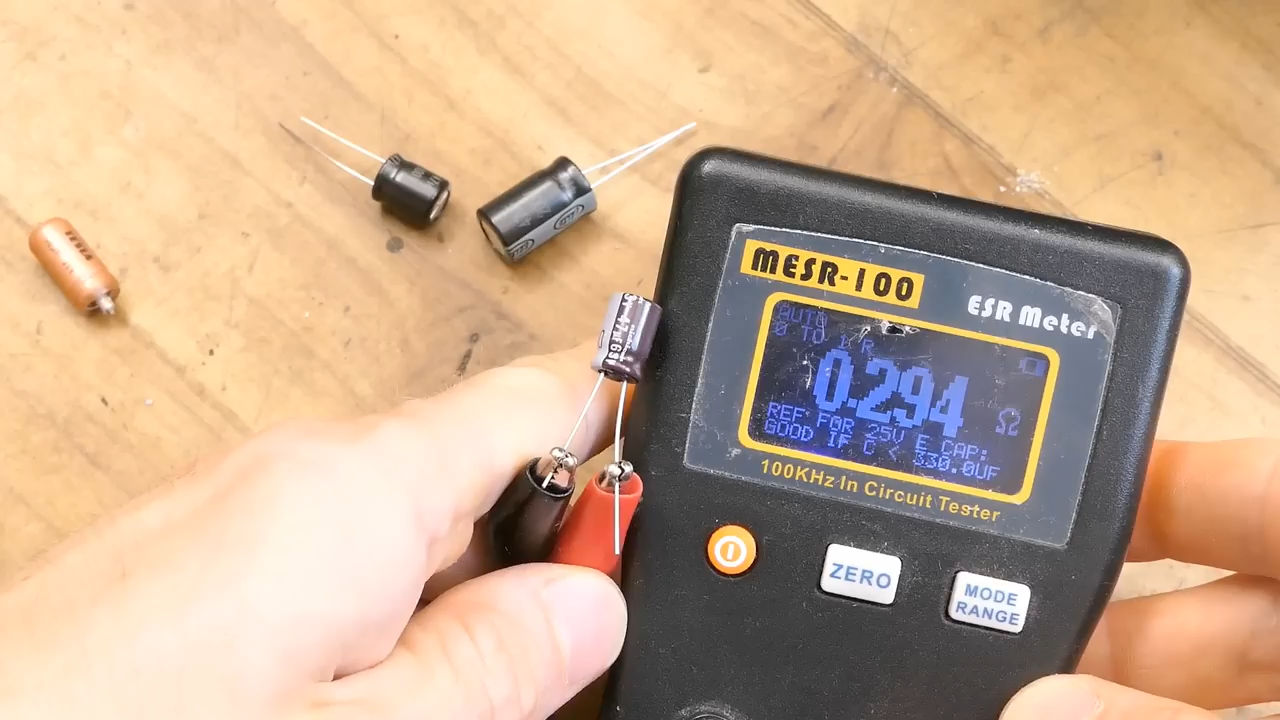 MESR-100
ESR Meter
AUTO
0 TO 1 R
0.294 Ω
REF FOR 25V E CAP:
GOOD IF C < 330.0UF
100KHz In Circuit Tester
ZERO
MODE
RANGE
47µF63V